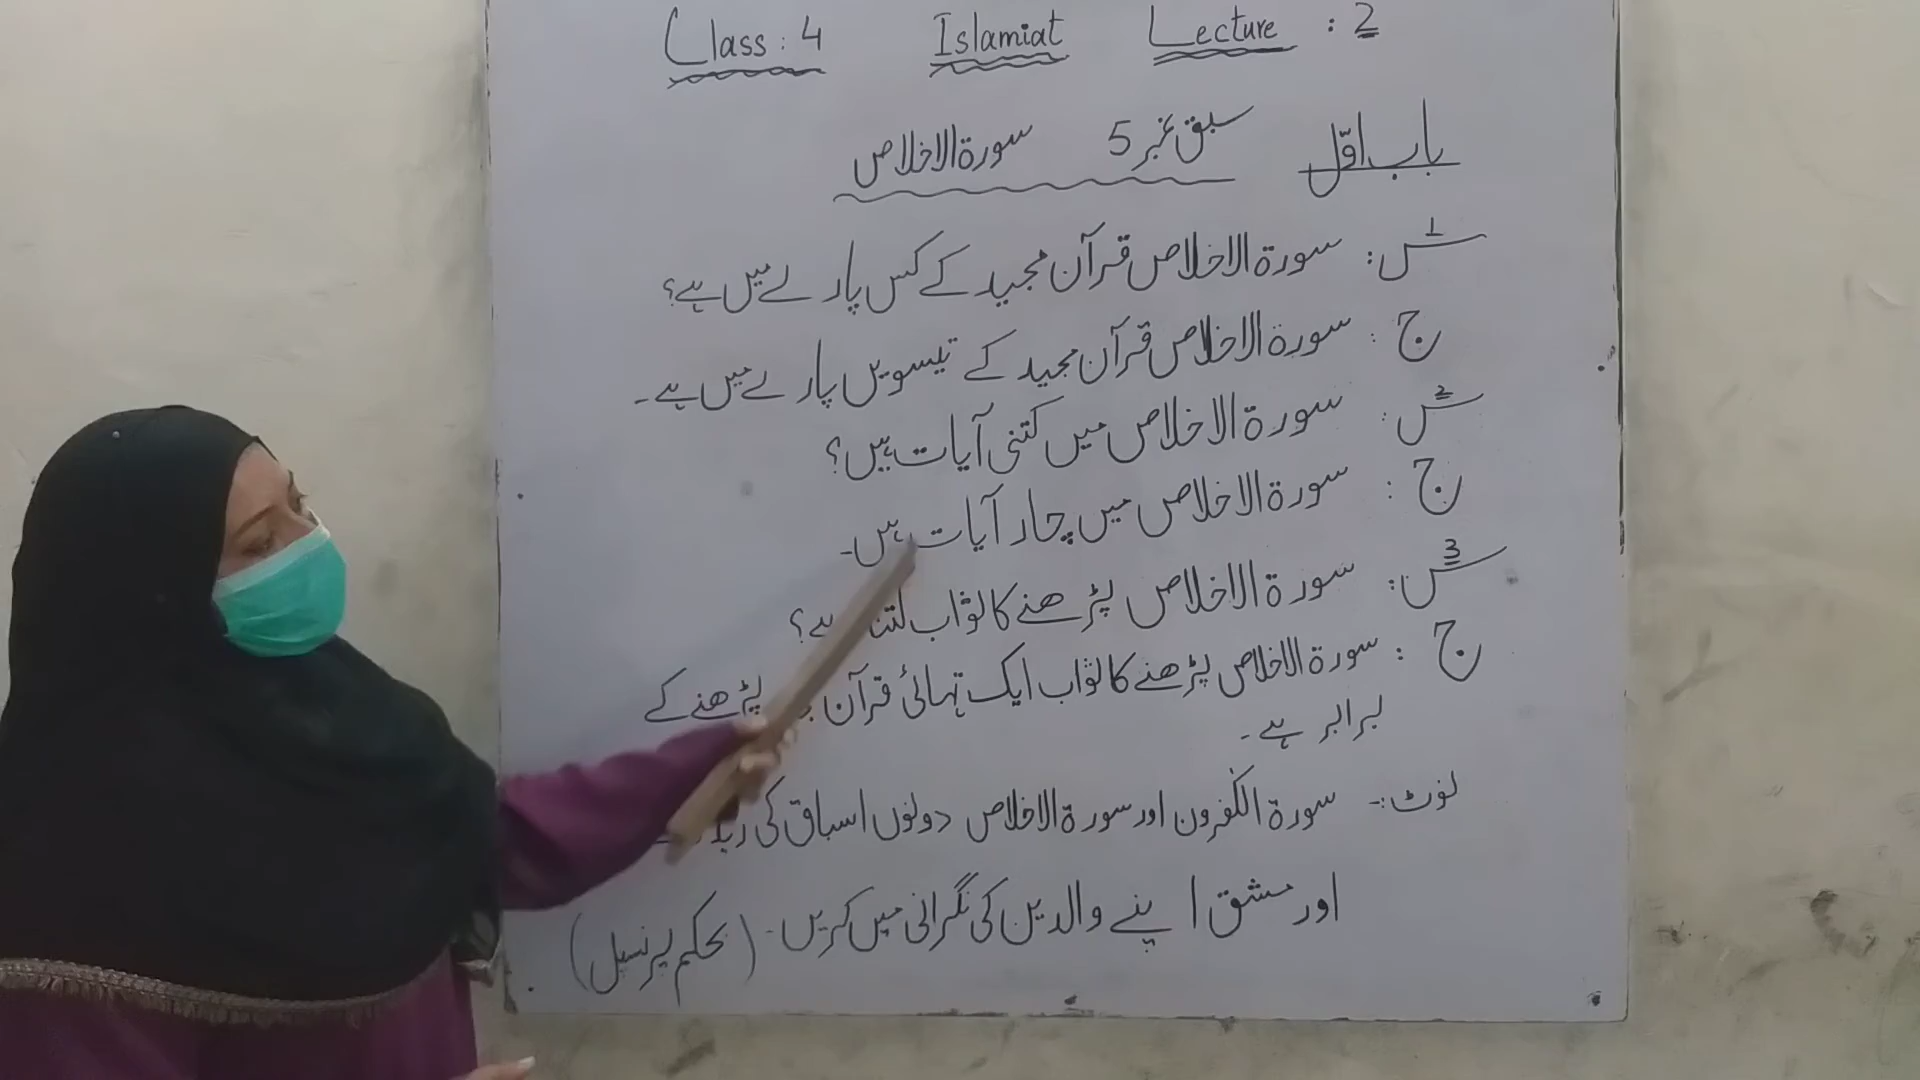 Class: 4 Islamiat Lecture : 2
باب اوّل سبق نمبر 5 سورۃ الاخلاص
س1: سورۃ الاخلاص قرآن مجید کے کس پارے میں ہے؟
ج: سورۃ الاخلاص قرآن مجید کے تیسویں پارے میں ہے۔
س2: سورۃ الاخلاص میں کتنی آیات ہیں؟
ج: سورۃ الاخلاص میں چار آیات ہیں۔
س3: سورۃ الاخلاص پڑھنے کا ثواب کتنا ہے؟
ج: سورۃ الاخلاص پڑھنے کا ثواب ایک تہائی قرآن پڑھنے کے
برابر ہے۔
نوٹ:- سورۃ الکٰفرون اور سورۃ الاخلاص دونوں اسباق کی
اور مشق اپنے والدین کی نگرانی میں کریں۔ (بحکم پرنسپل)